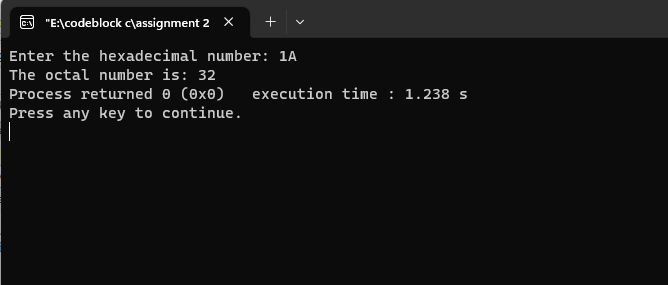 "E:\codeblock c\assignment 2
Enter the hexadecimal number: 1A
The octal number is: 32
Process returned 0 (0x0)   execution time : 1.238 s
Press any key to continue.